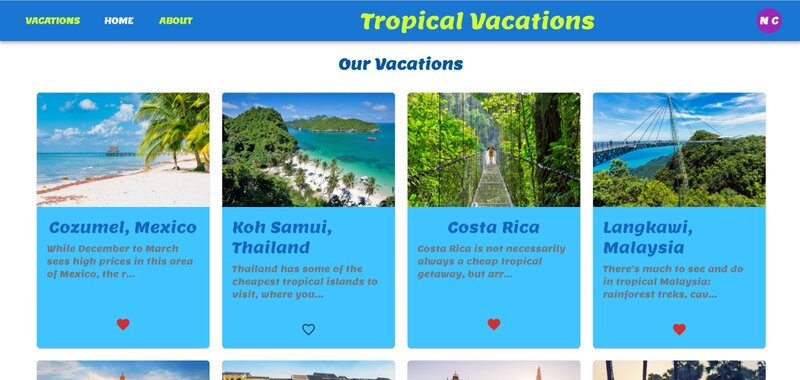 VACATIONS HOME ABOUT Tropical Vacations N G
Our Vacations
Cozumel, Mexico
While December to March
sees high prices in this area
of Mexico, the r...
Koh Samui,
Thailand
Thailand has some of the
cheapest tropical islands to
visit, where you...
Costa Rica
Costa Rica is not necessarily
always a cheap tropical
getaway, but arr...
Langkawi,
Malaysia
There's much to see and do
in tropical Malaysia:
rainforest treks, cav...